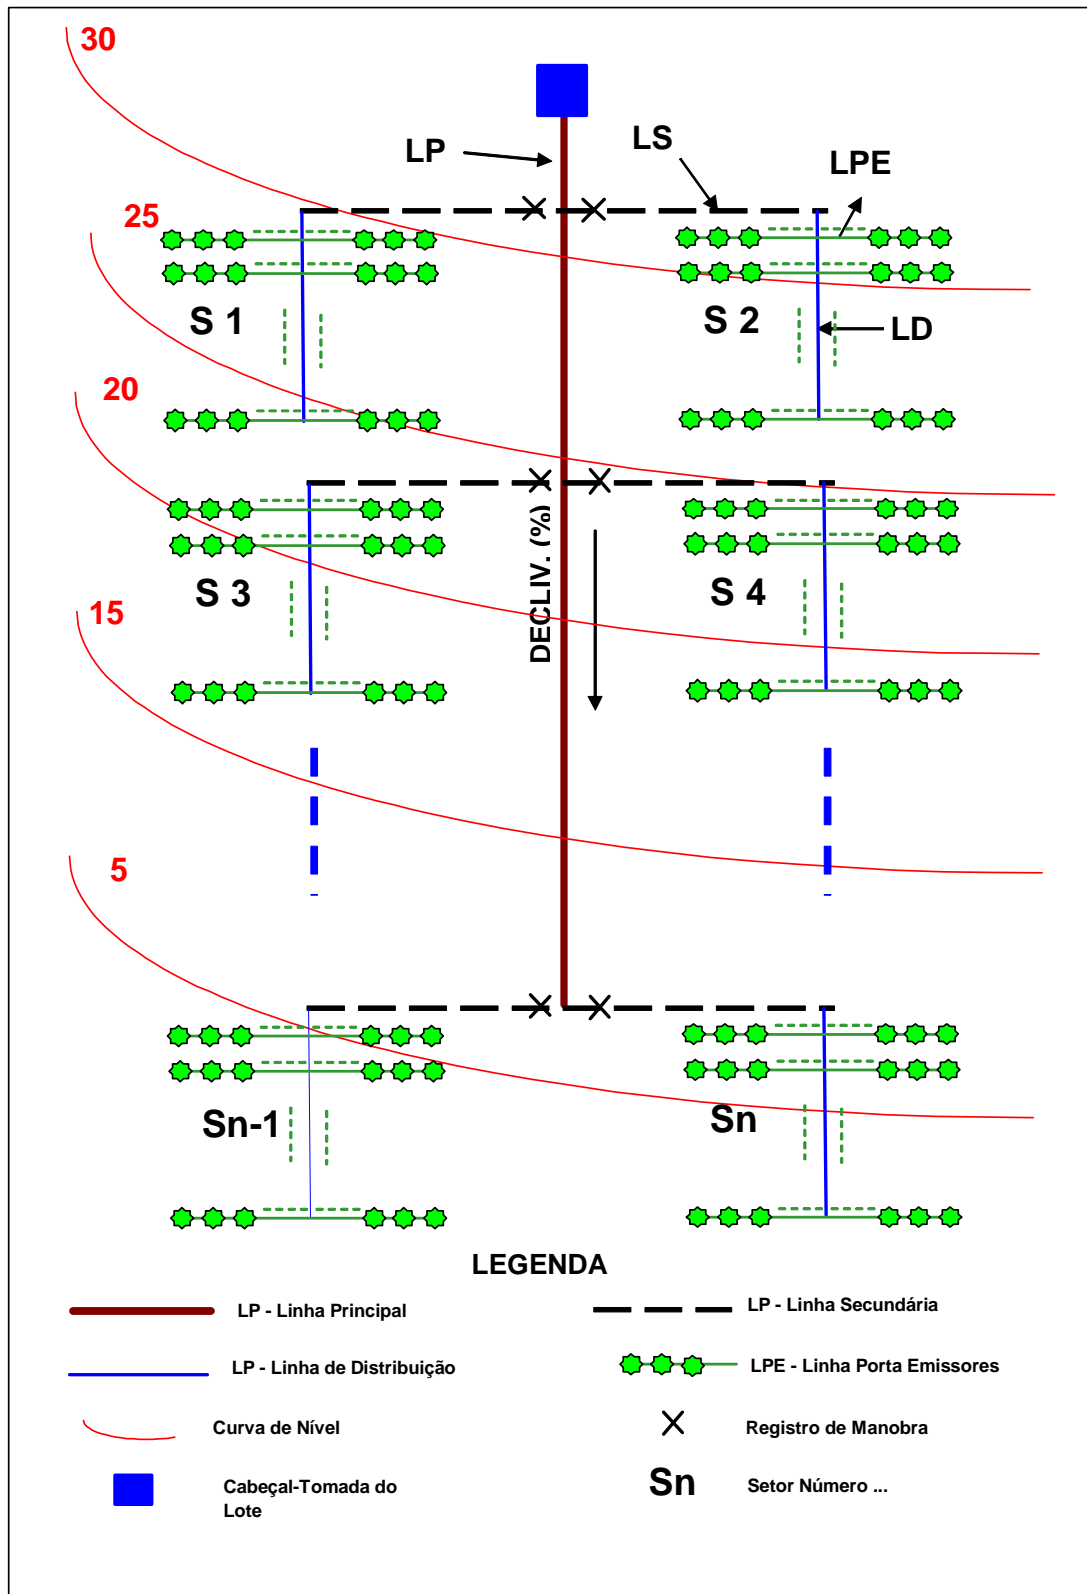 30
LP
LS
LPE
25
S 1
S 2
LD
20
DECLIV. (%)
S 3
S 4
15
5
Sn-1
Sn
LEGENDA
LP - Linha Principal
LP - Linha Secundária
LP - Linha de Distribuição
LPE - Linha Porta Emissores
Curva de Nível
Registro de Manobra
Cabeçal-Tomada do
Lote
Sn
Setor Número ...